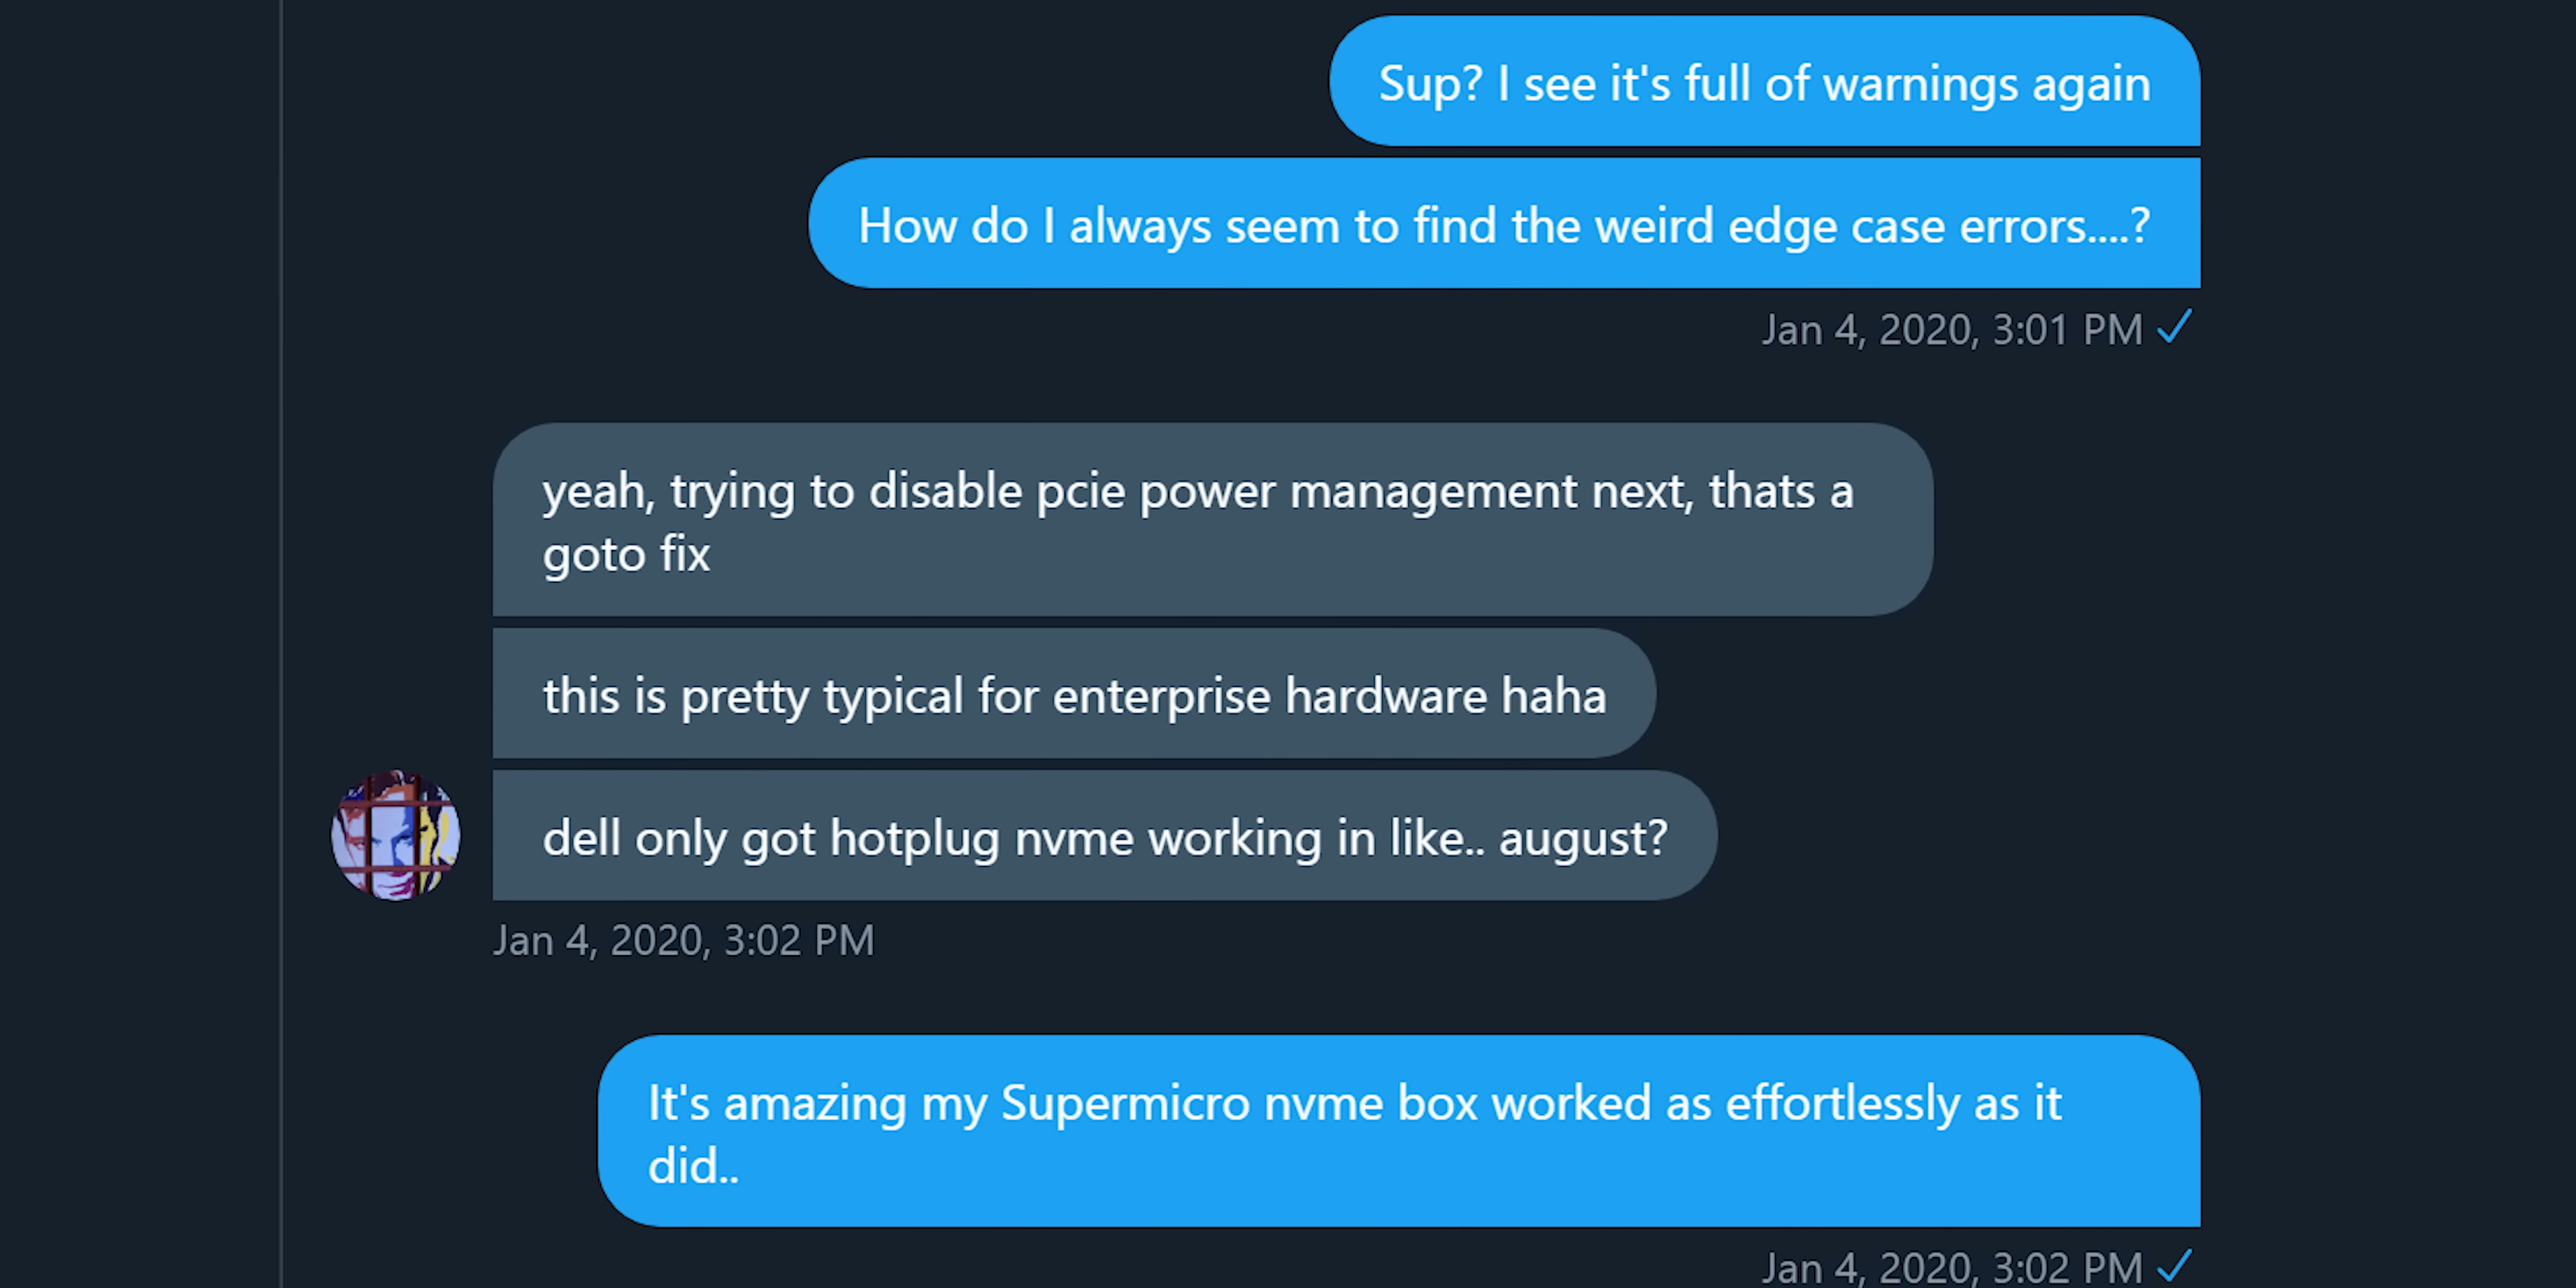 Sup? I see it's full of warnings again
How do I always seem to find the weird edge case errors....?
Jan 4, 2020, 3:01 PM
yeah, trying to disable pcie power management next, thats a
goto fix
this is pretty typical for enterprise hardware haha
dell only got hotplug nvme working in like.. august?
Jan 4, 2020, 3:02 PM
It's amazing my Supermicro nvme box worked as effortlessly as it
did..
Jan 4, 2020, 3:02 PM